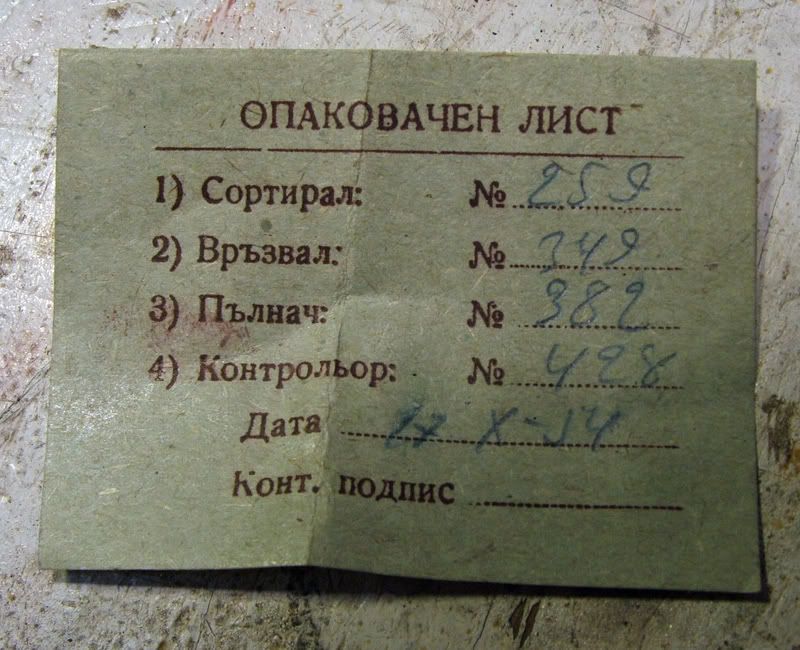 ОПАКОВАЧЕН ЛИСТ
1) Сортирал: № 259
2) Връзвал: № 349
3) Пълнач: № 382
4) Контрольор: № 428
Дата X-54
Конт. подпис